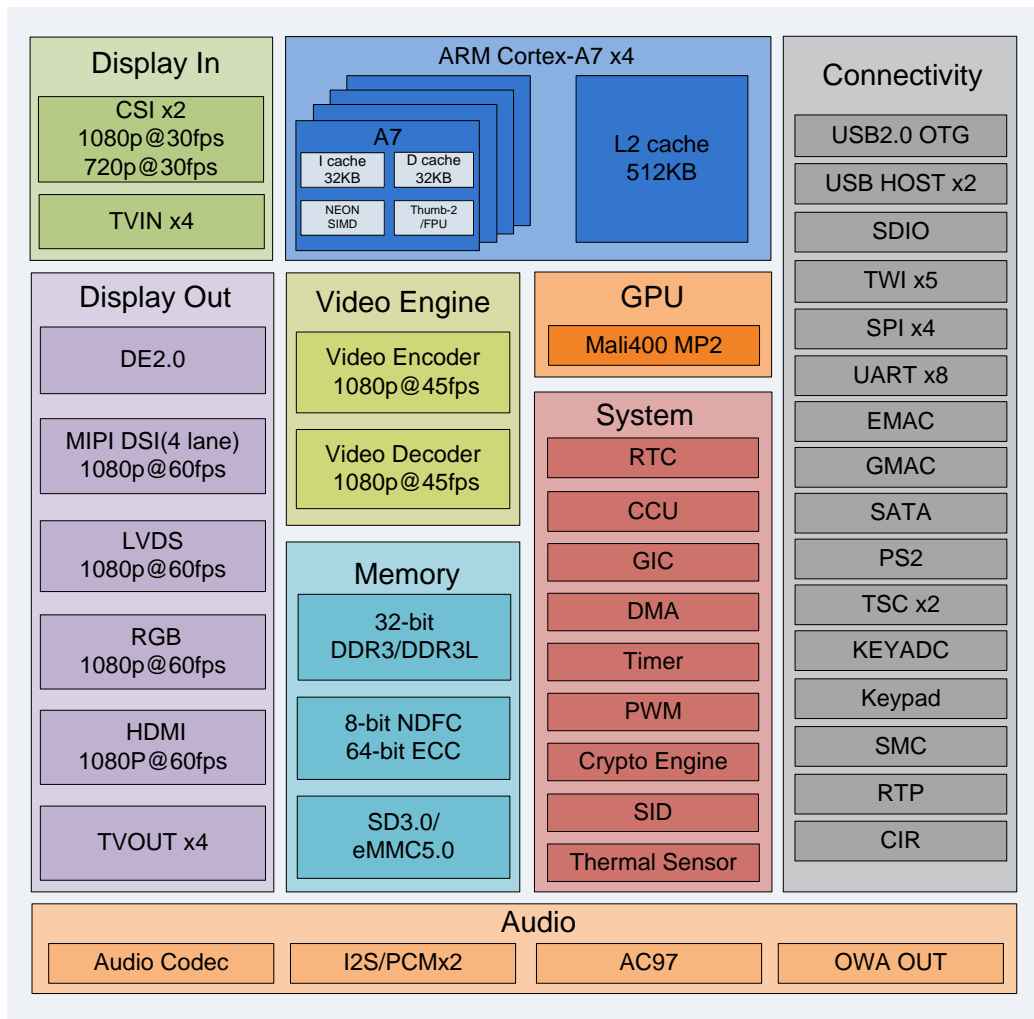 Display In
CSI x2
1080p@30fps
720p@30fps
TVIN x4
ARM Cortex-A7 x4
A7
I cache
32KB
D cache
32KB
NEON
SIMD
Thumb-2
/FPU
L2 cache
512KB
Connectivity
USB2.0 OTG
USB HOST x2
SDIO
TWI x5
SPI x4
UART x8
EMAC
GMAC
SATA
PS2
TSC x2
KEYADC
Keypad
SMC
RTP
CIR
Display Out
DE2.0
MIPI DSI(4 lane)
1080p@60fps
LVDS
1080p@60fps
RGB
1080p@60fps
HDMI
1080P@60fps
TVOUT x4
Video Engine
Video Encoder
1080p@45fps
Video Decoder
1080p@45fps
GPU
Mali400 MP2
System
RTC
CCU
GIC
DMA
Timer
PWM
Crypto Engine
SID
Thermal Sensor
Memory
32-bit
DDR3/DDR3L
8-bit NDFC
64-bit ECC
SD3.0/
eMMC5.0
Audio
Audio Codec
I2S/PCMx2
AC97
OWA OUT